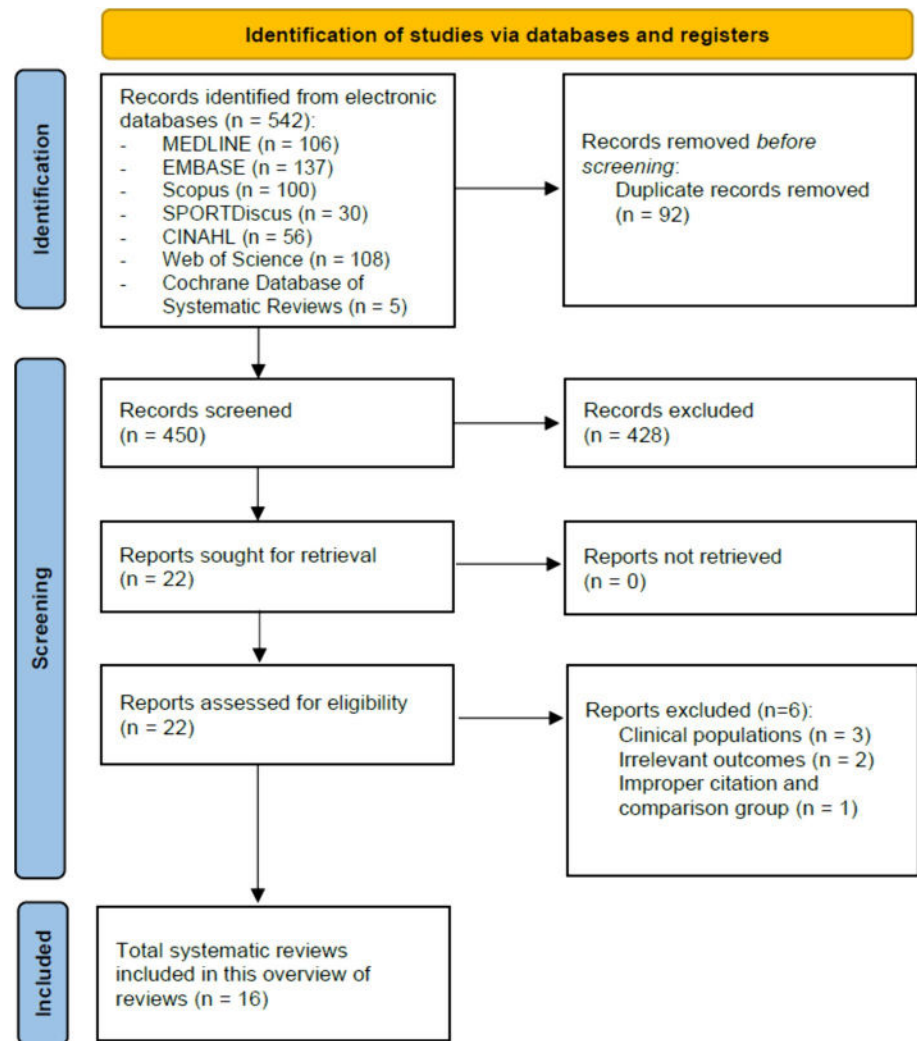 Identification of studies via databases and registers
Identification
Records identified from electronic
databases (n = 542):
- MEDLINE (n = 106)
- EMBASE (n = 137)
- Scopus (n = 100)
- SPORTDiscus (n = 30)
- CINAHL (n = 56)
- Web of Science (n = 108)
- Cochrane Database of
Systematic Reviews (n = 5)
Records removed before
screening:
Duplicate records removed
(n = 92)
Screening
Records screened
(n = 450)
Records excluded
(n = 428)
Reports sought for retrieval
(n = 22)
Reports not retrieved
(n = 0)
Reports assessed for eligibility
(n = 22)
Reports excluded (n=6):
Clinical populations (n = 3)
Irrelevant outcomes (n = 2)
Improper citation and
comparison group (n = 1)
Included
Total systematic reviews
included in this overview of
reviews (n = 16)